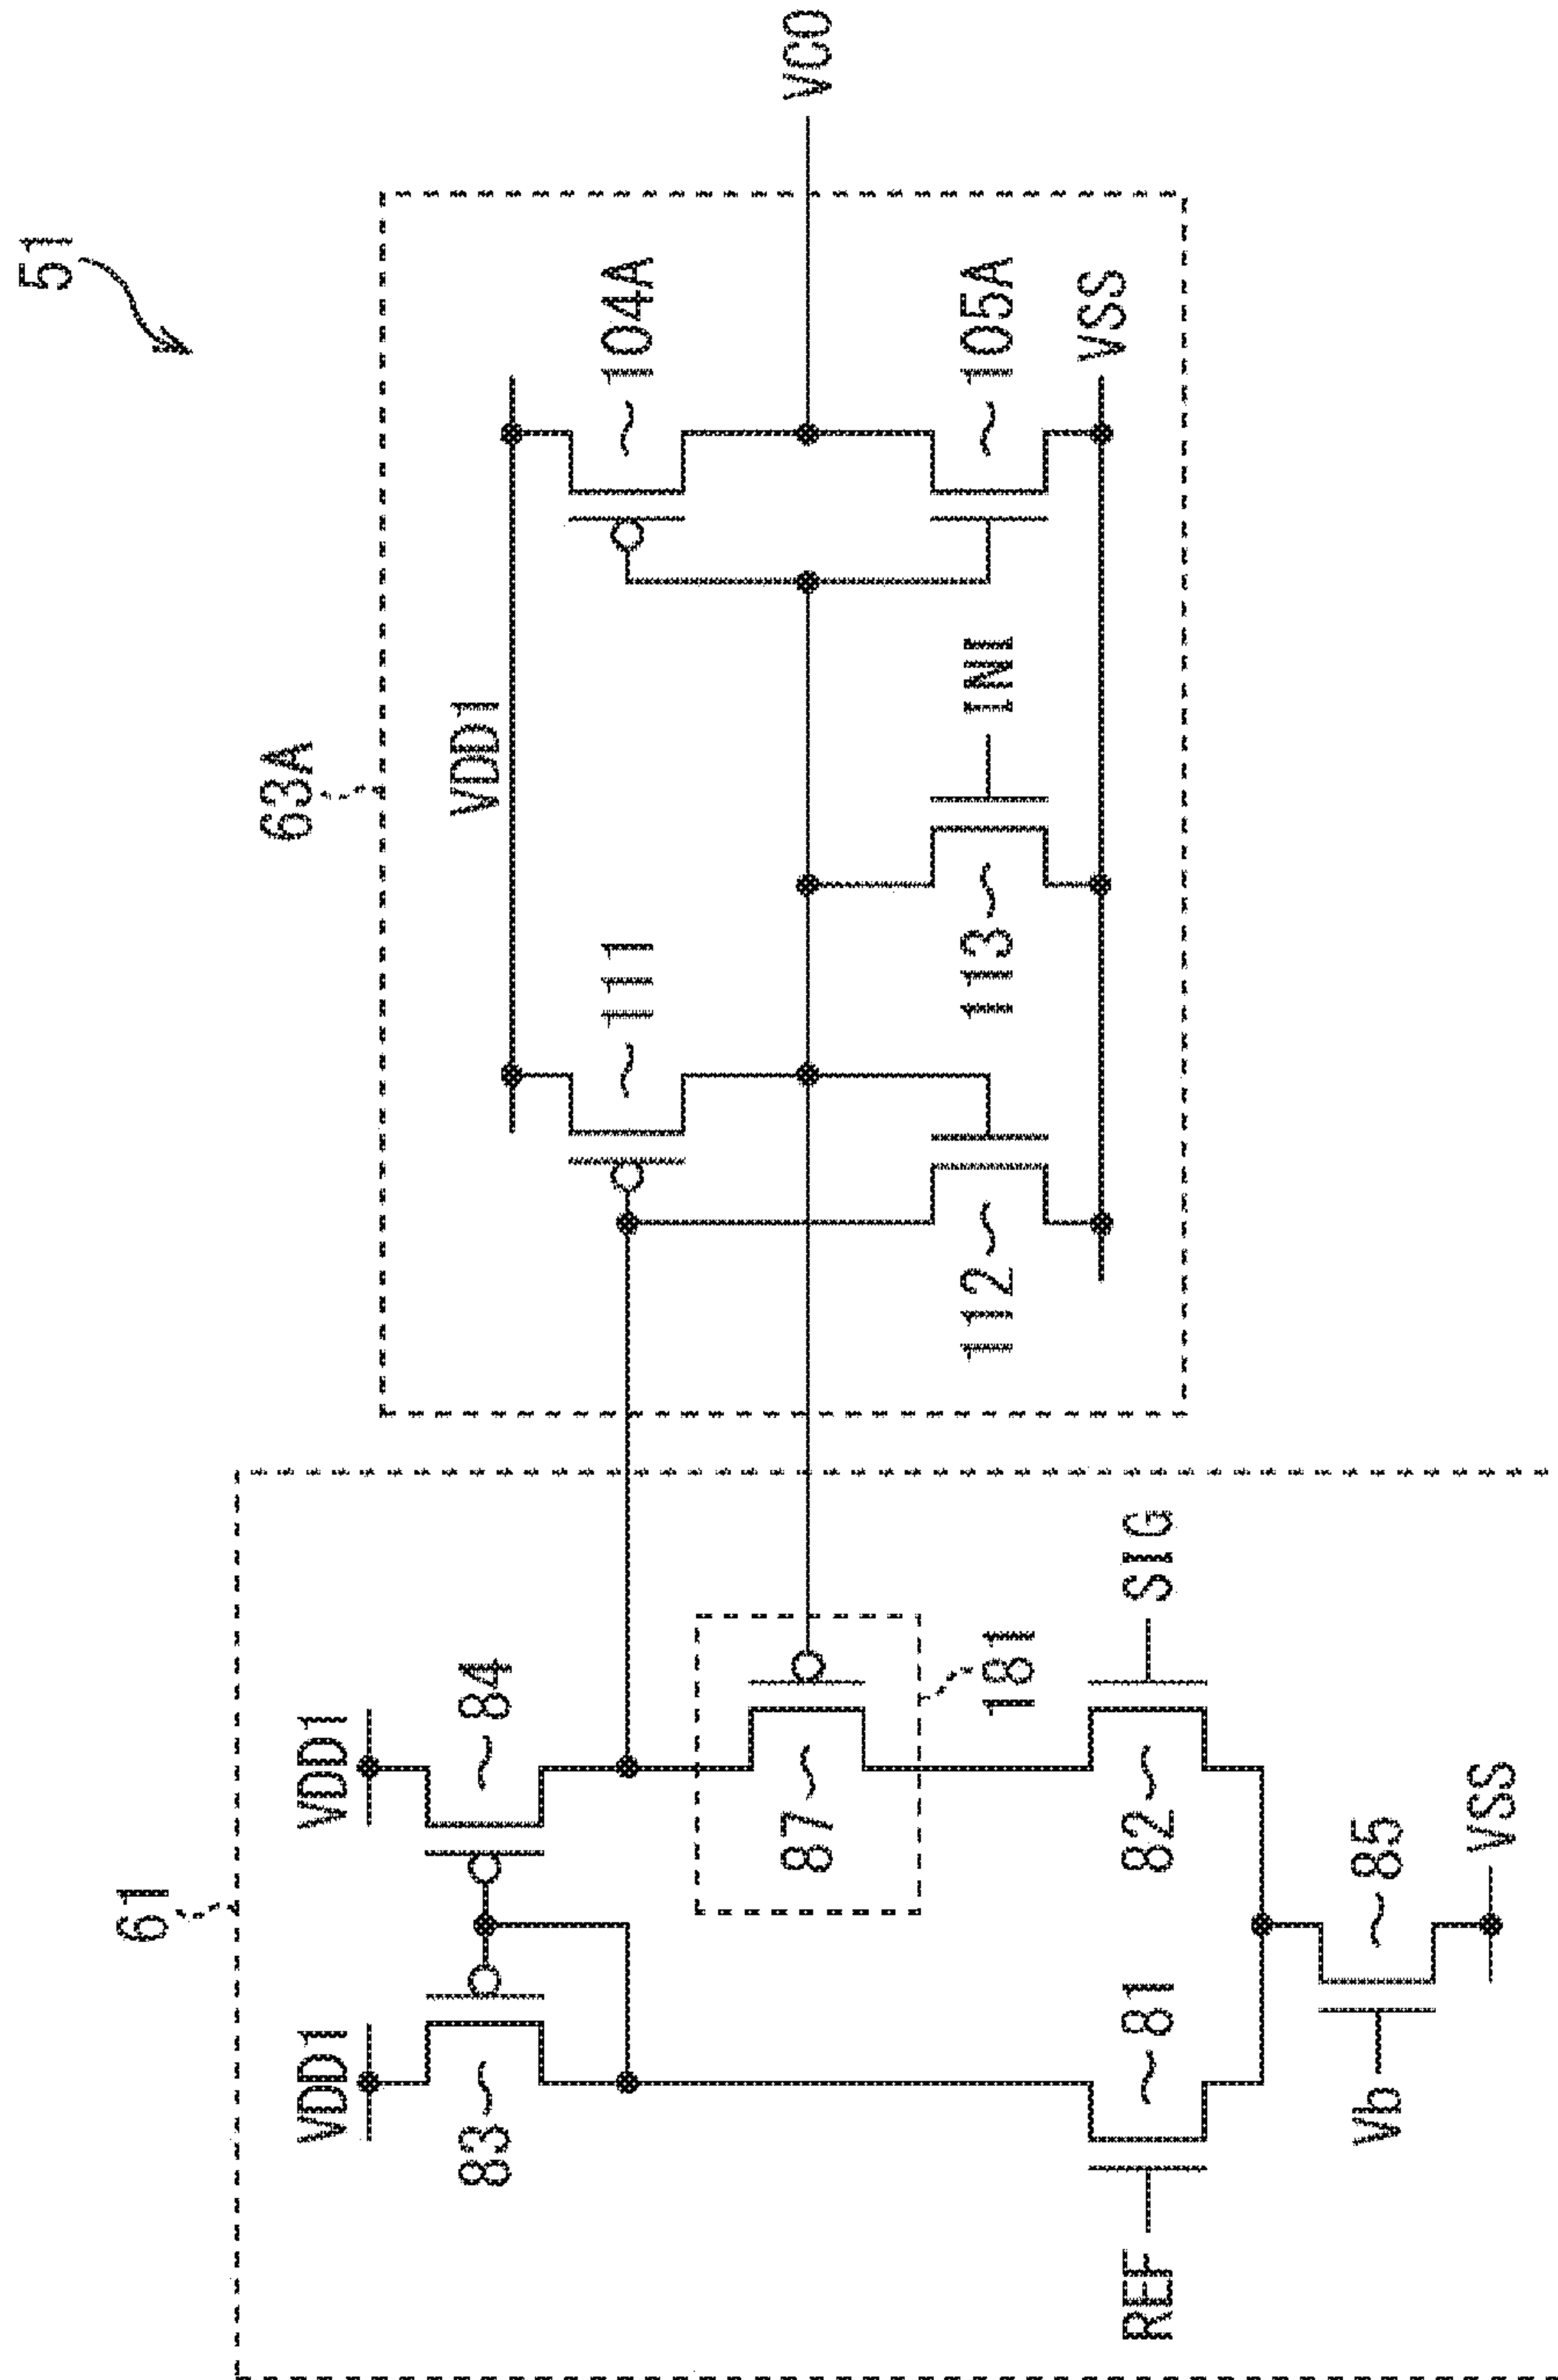 51
61
63A
VDD1
VDD1
VDD1
83
84
111
104A
87
VCO
181
REF
81
82
SIG
112
113
INI
105A
VSS
Vb
85
VSS